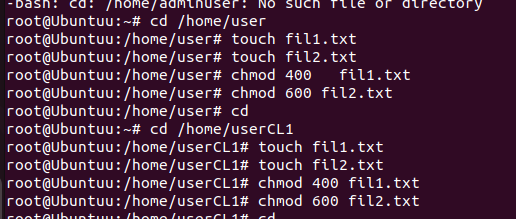 -bash: cd: /home/adminuser: No such file or directory
root@Ubuntuu:~# cd /home/user
root@Ubuntuu:/home/user# touch fil1.txt
root@Ubuntuu:/home/user# touch fil2.txt
root@Ubuntuu:/home/user# chmod 400   fil1.txt
root@Ubuntuu:/home/user# chmod 600 fil2.txt
root@Ubuntuu:/home/user# cd
root@Ubuntuu:~# cd /home/userCL1
root@Ubuntuu:/home/userCL1# touch fil1.txt
root@Ubuntuu:/home/userCL1# touch fil2.txt
root@Ubuntuu:/home/userCL1# chmod 400 fil1.txt
root@Ubuntuu:/home/userCL1# chmod 600 fil2.txt
root@Ubuntuu:/home/userCL1# cd